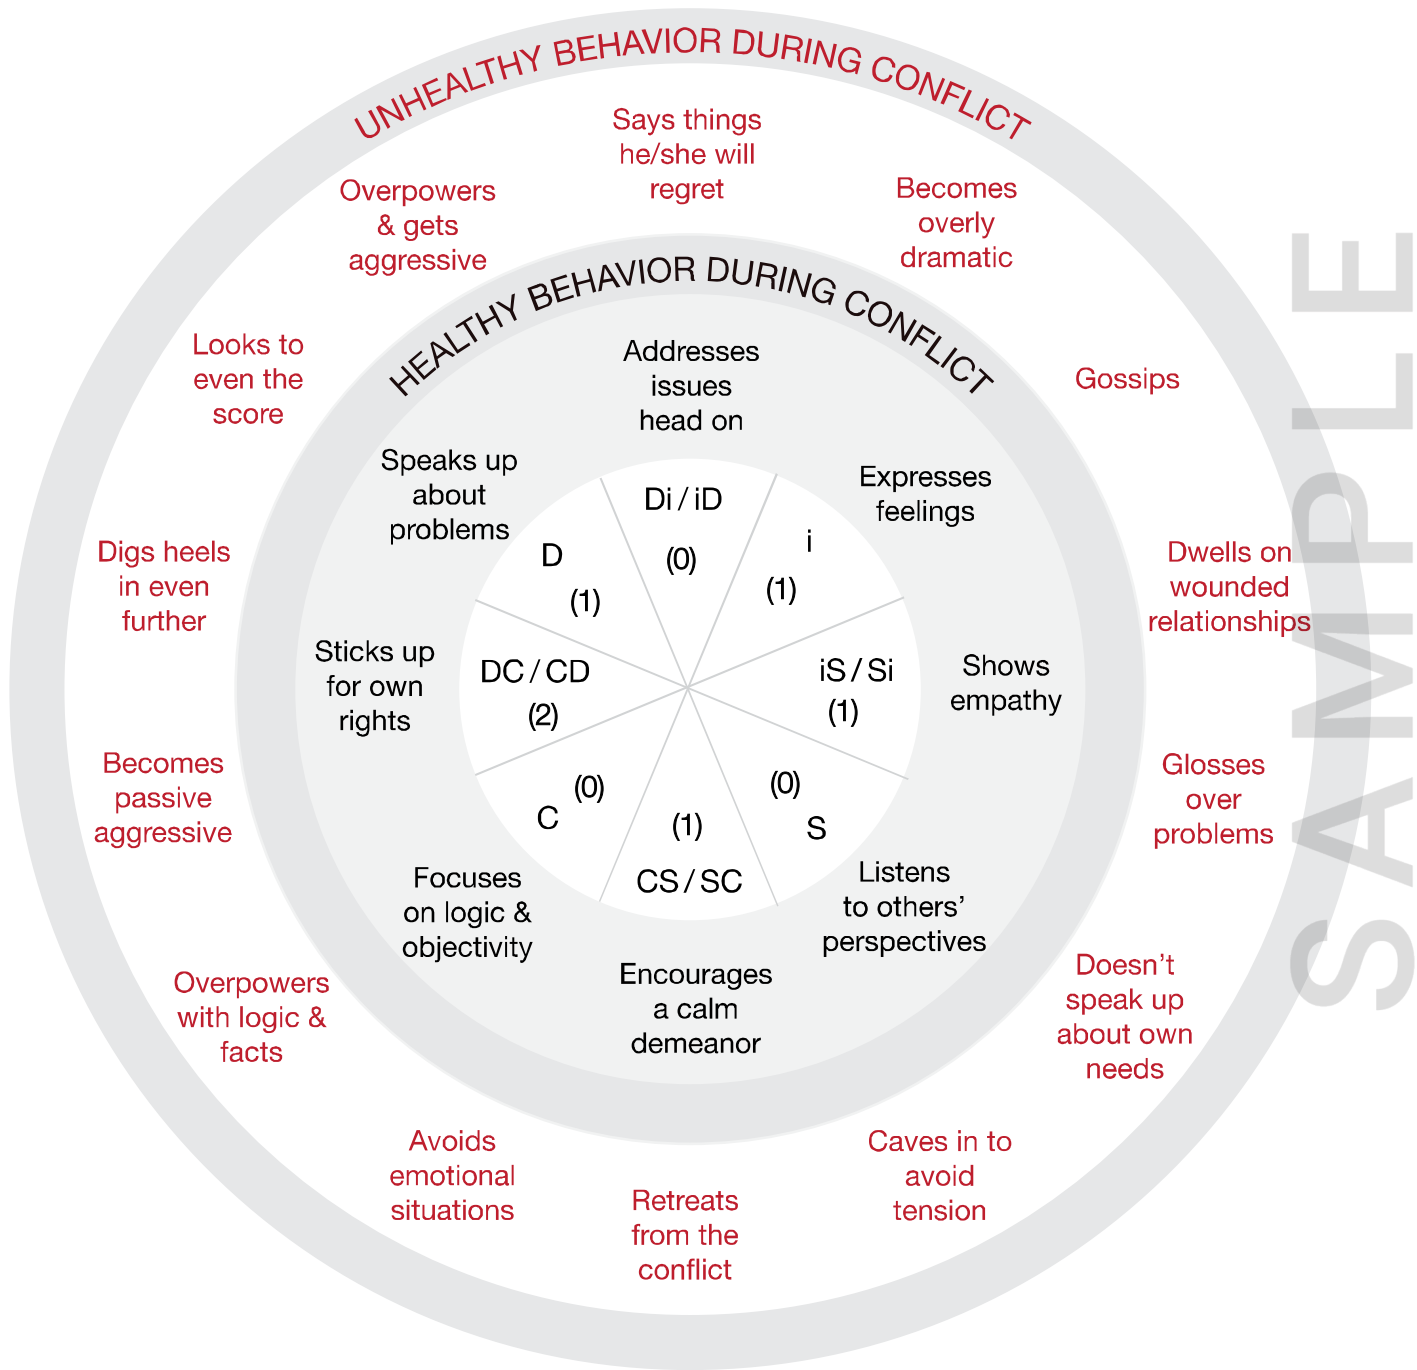 UNHEALTHY BEHAVIOR DURING CONFLICT
Says things
he/she will
regret
Becomes
overly
dramatic
Gossips
Dwells on
wounded
relationships
Glosses
over
problems
Doesn't
speak up
about own
needs
Caves in to
avoid
tension
Retreats
from the
conflict
Avoids
emotional
situations
Overpowers
with logic &
facts
Becomes
passive
aggressive
Digs heels
in even
further
Looks to
even the
score
Overpowers
& gets
aggressive
HEALTHY BEHAVIOR DURING CONFLICT
Addresses
issues
head on
Expresses
feelings
Shows
empathy
Listens
to others’
perspectives
Encourages
a calm
demeanor
Focuses
on logic &
objectivity
Sticks up
for own
rights
Speaks up
about
problems
Di / iD
(0)
i
(1)
iS / Si
(1)
(0)
S
(1)
CS / SC
(0)
C
DC / CD
(2)
D
(1)
SAMPLE